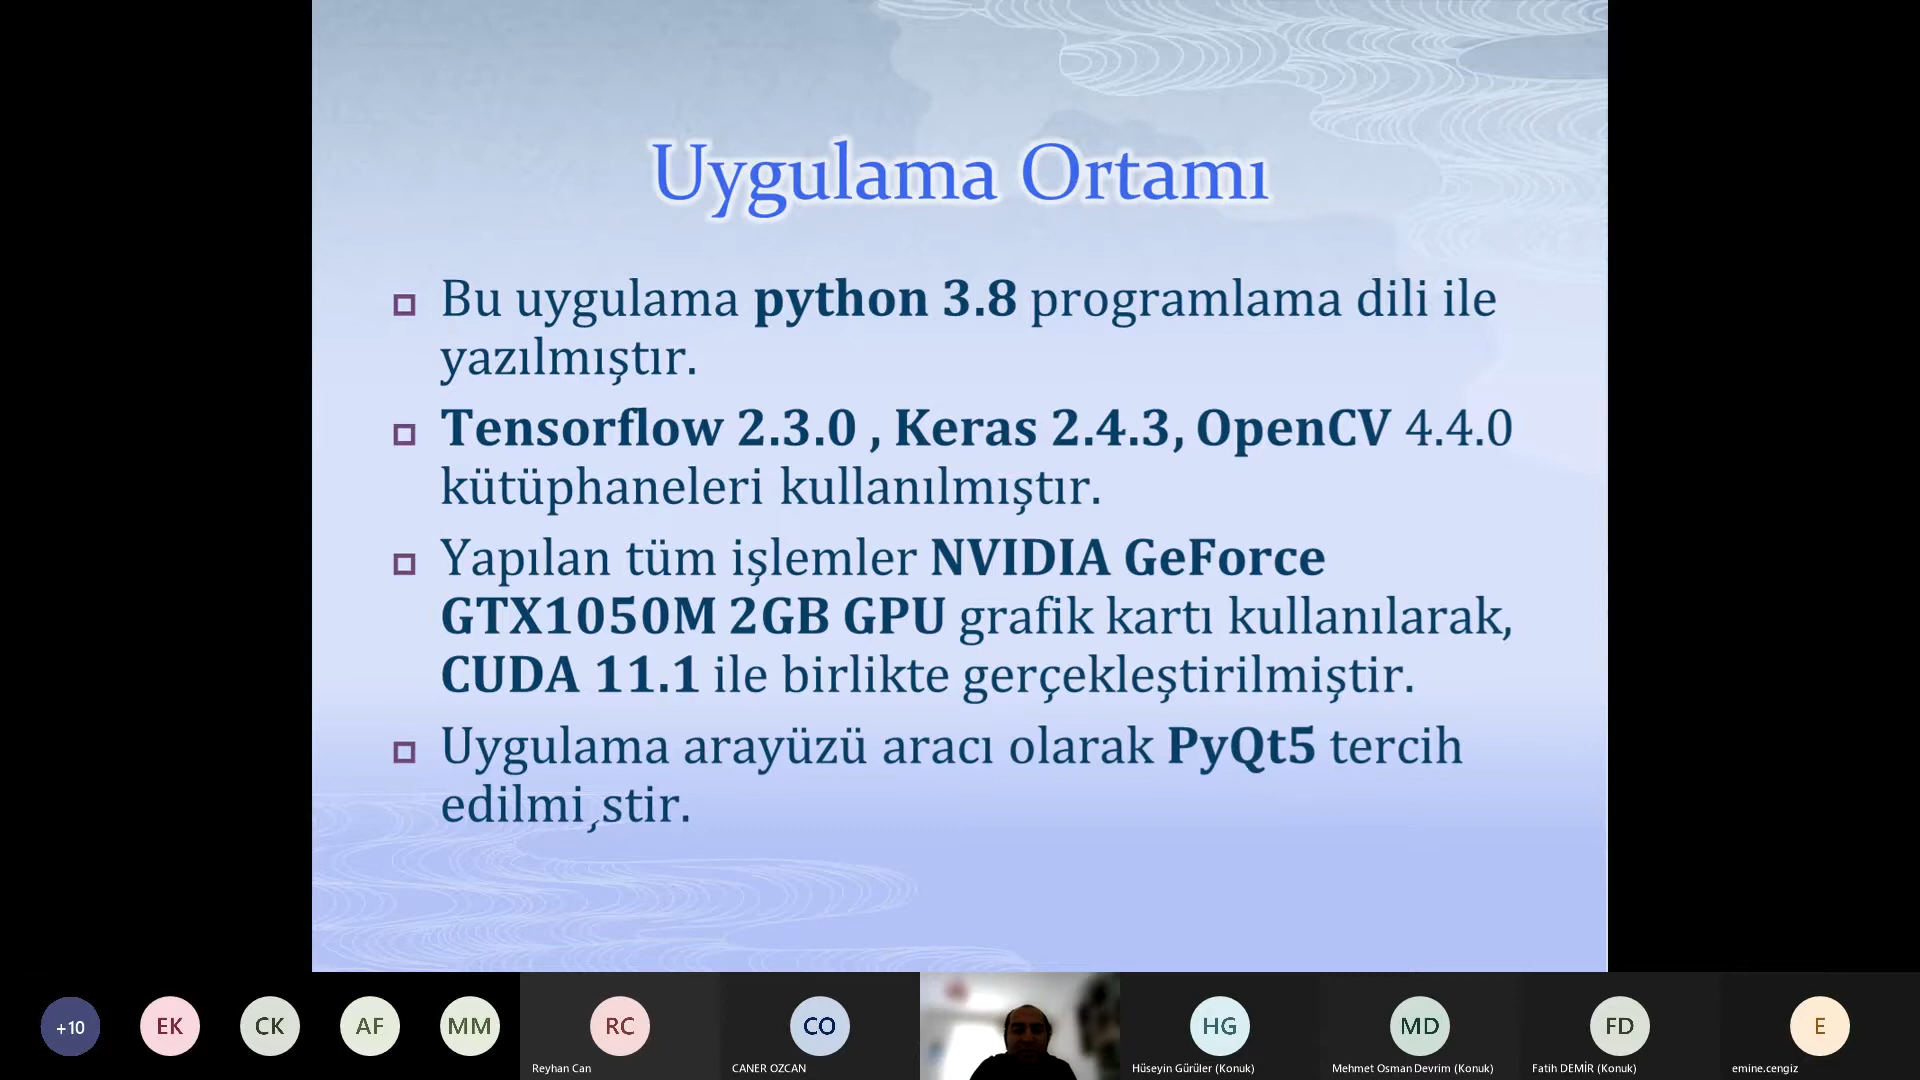 Uygulama Ortamı
Bu uygulama python 3.8 programlama dili ile
yazılmıştır.
Tensorflow 2.3.0 , Keras 2.4.3, OpenCV 4.4.0
kütüphaneleri kullanılmıştır.
Yapılan tüm işlemler NVIDIA GeForce
GTX1050M 2GB GPU grafik kartı kullanılarak,
CUDA 11.1 ile birlikte gerçekleştirilmiştir.
Uygulama arayüzü aracı olarak PyQt5 tercih
edilmi¸stir.
+10
EK
CK
AF
MM
RC
CO
HG
MD
FD
E
Reyhan Can
CANER OZCAN
Hüseyin Gürüler (Konuk)
Mehmet Osman Devrim (Konuk)
Fatih DEMİR (Konuk)
emine.cengiz